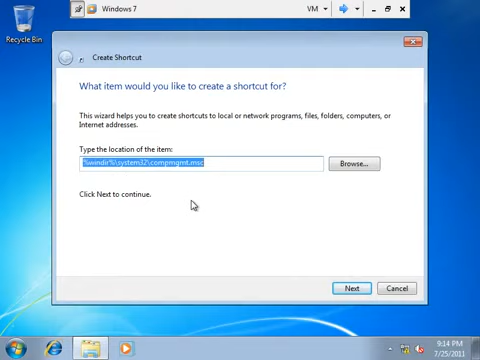 Windows 7
VM
Recycle Bin
Create Shortcut
What item would you like to create a shortcut for?
This wizard helps you to create shortcuts to local or network programs, files, folders, computers, or
Internet addresses.
Type the location of the item:
%windir%\system32\compmgmt.msc
Browse...
Click Next to continue.
Next
Cancel
9:14 PM
7/25/2011